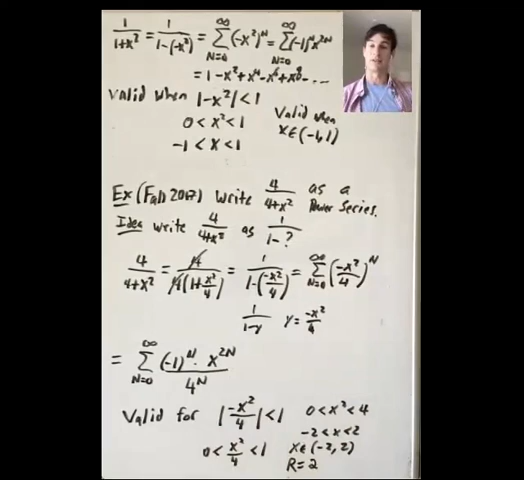 1/(1+x²) = 1/(1-(-x²)) = ∑_{N=0}^{∞} (-x²)^N = ∑_{N=0}^{∞} (-1)^N x^{2N}
= 1 - x² + x⁴ - x⁶ + x⁸ - ...
Valid when |-x²| < 1
0 < x² < 1
-1 < x < 1
Valid when
x∈(-1,1)
Ex (Fall 2017) Write 4/(4+x²) as a
Power Series.
Idea write 4/(4+x²) as 1/(1-?)
4/(4+x²) = 4/(4(1+x²/4)) = 1/(1-(-x²/4)) = ∑_{N=0}^{∞} (-x²/4)^N
1/(1-y) y = -x²/4
= ∑_{N=0}^{∞} (-1)^N · x^{2N}/4^N
Valid for |-x²/4| < 1
0 < x²/4 < 1
0 < x² < 4
-2 < x < 2
x∈(-2,2)
R = 2